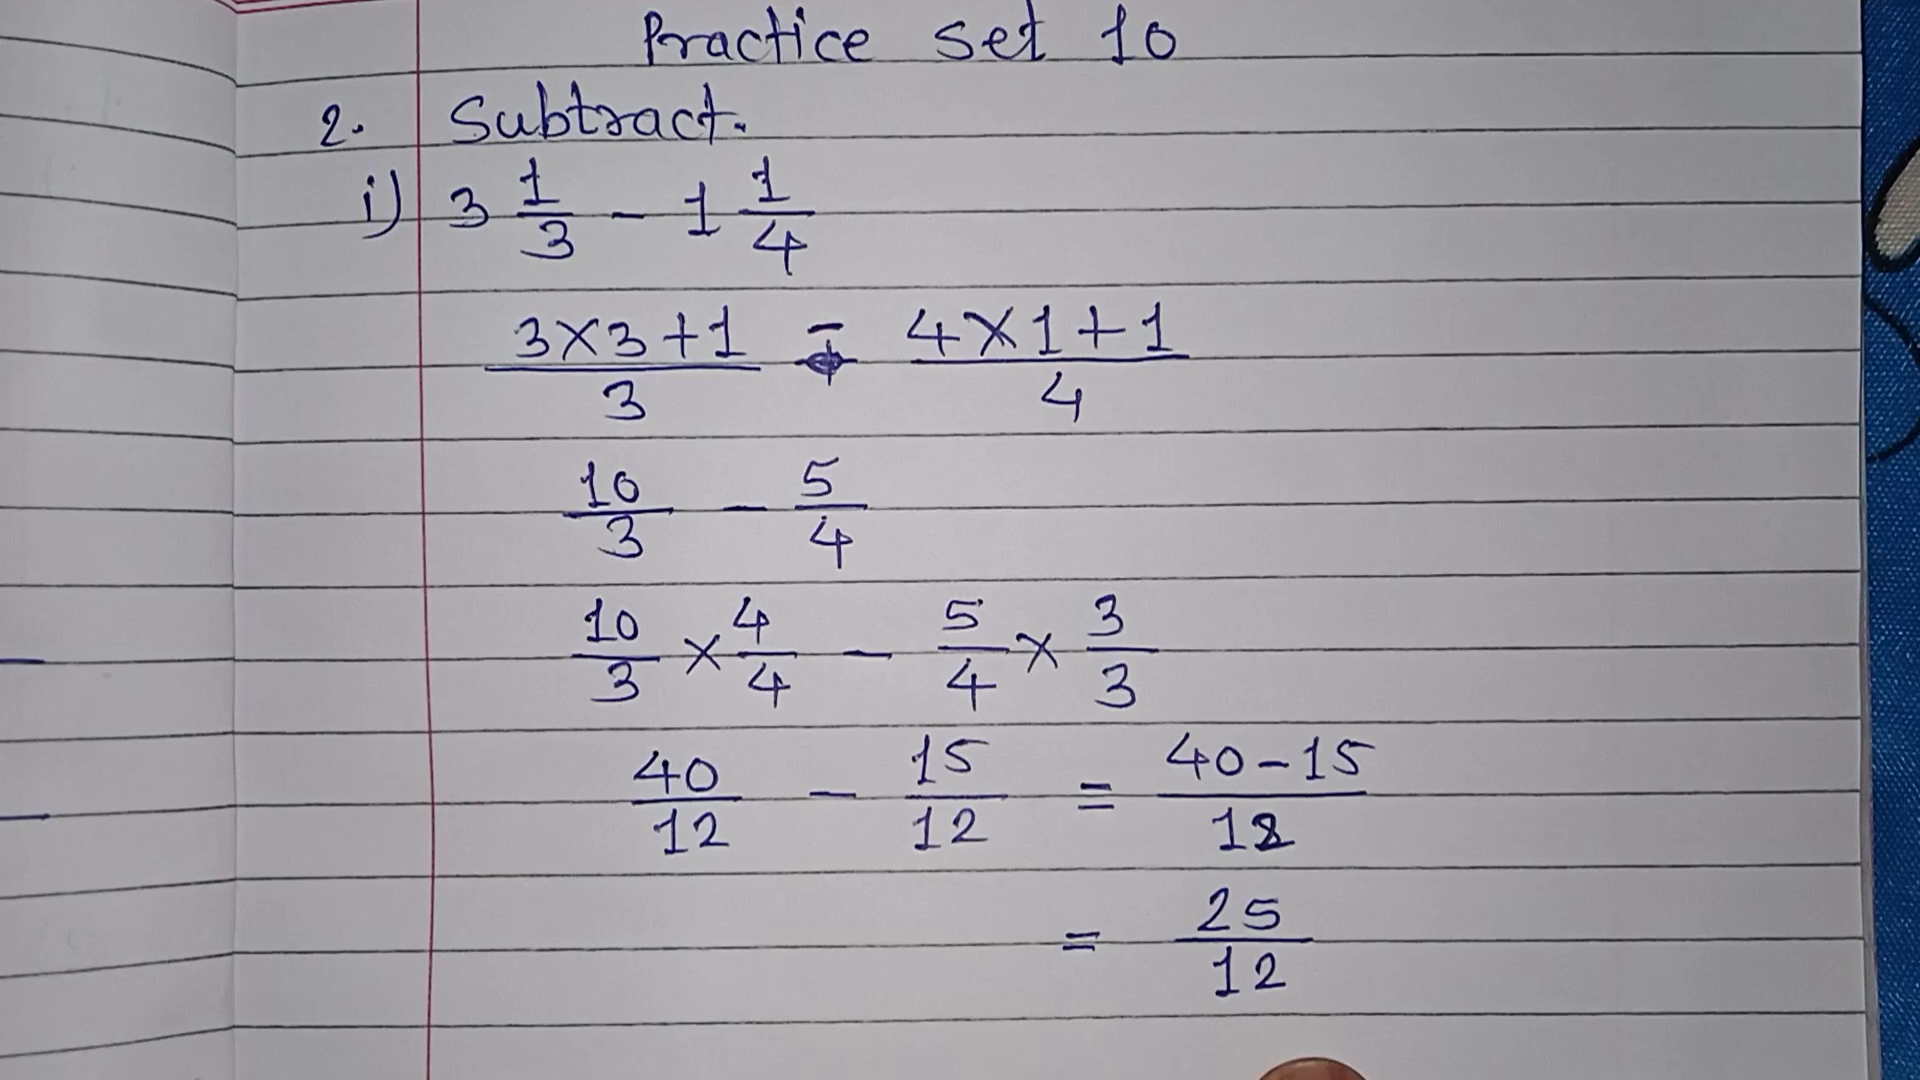 Practice set 10
2. Subtract.
i) 3 1/3 - 1 1/4
3×3+1/3 - 4×1+1/4
10/3 - 5/4
10/3 × 4/4 - 5/4 × 3/3
40/12 - 15/12 = 40-15/12
= 25/12